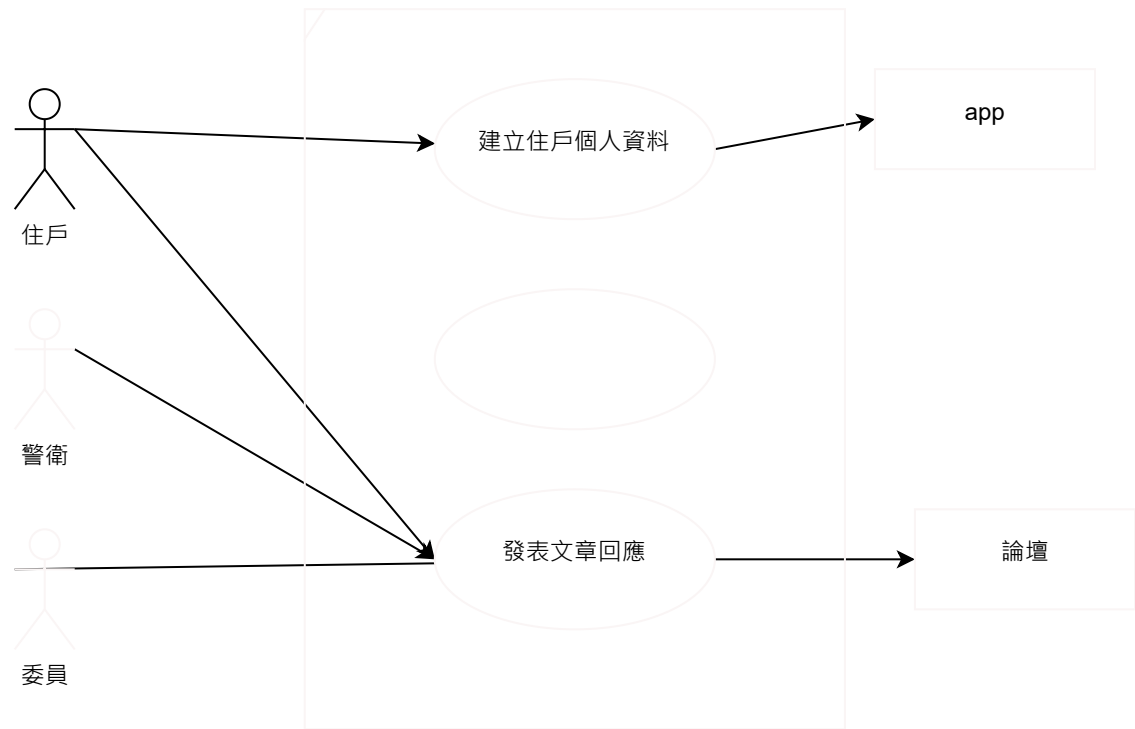 建立住戶個人資料
app
住戶
警衛
發表文章回應
論壇
委員